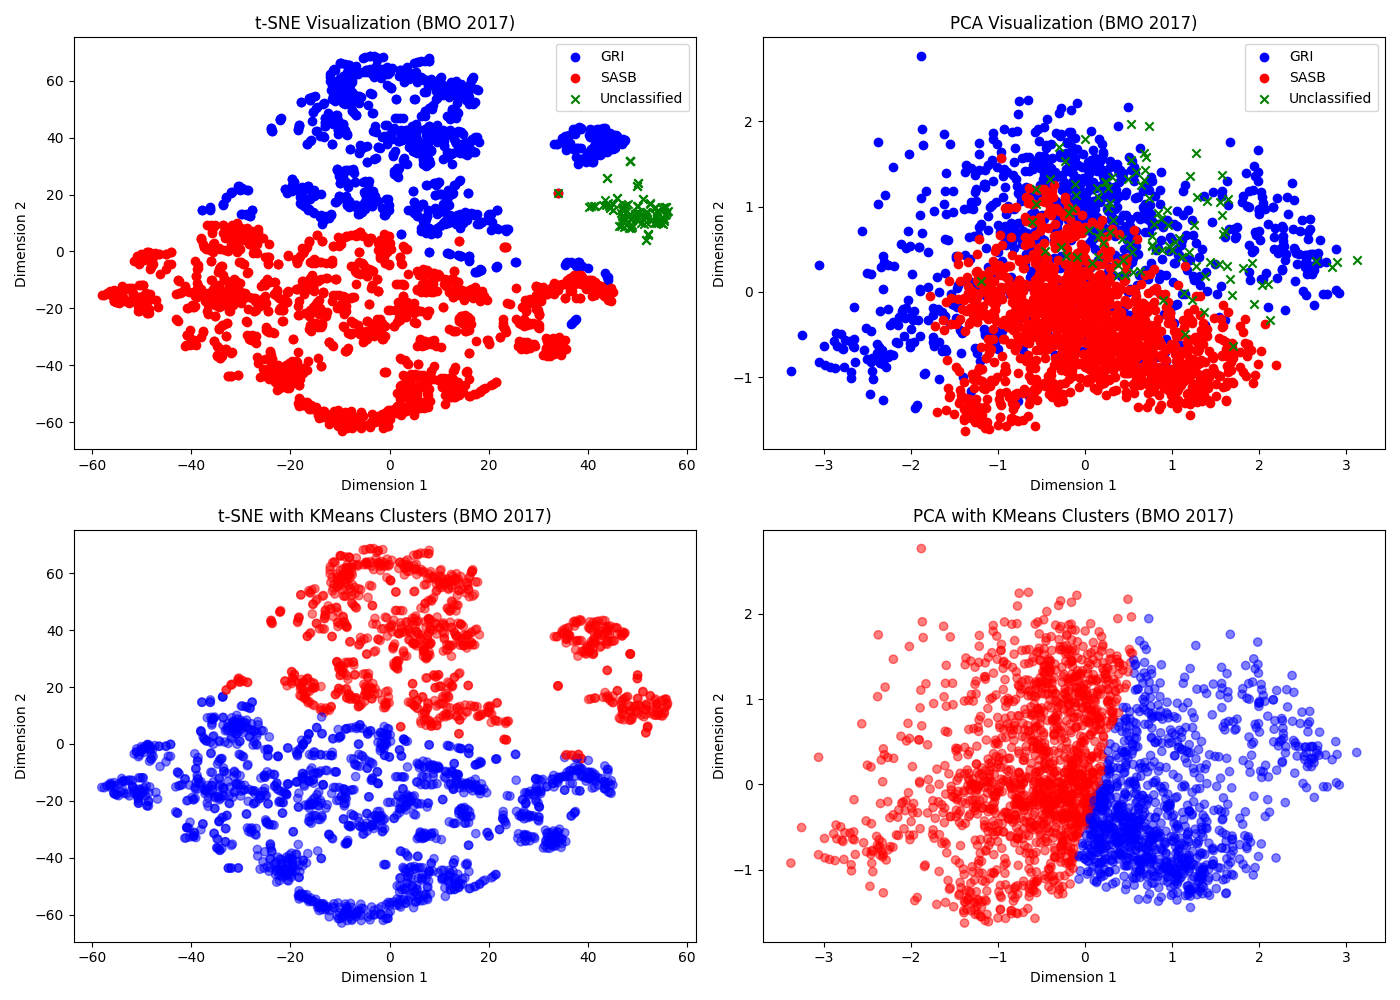 t-SNE Visualization (BMO 2017)
GRI
SASB
Unclassified
60
40
20
0
−20
−40
−60
Dimension 2
−60 −40 −20 0 20 40 60
Dimension 1
PCA Visualization (BMO 2017)
GRI
SASB
Unclassified
2
1
0
−1
Dimension 2
−3 −2 −1 0 1 2 3
Dimension 1
t-SNE with KMeans Clusters (BMO 2017)
60
40
20
0
−20
−40
−60
Dimension 2
−60 −40 −20 0 20 40 60
Dimension 1
PCA with KMeans Clusters (BMO 2017)
2
1
0
−1
Dimension 2
−3 −2 −1 0 1 2 3
Dimension 1